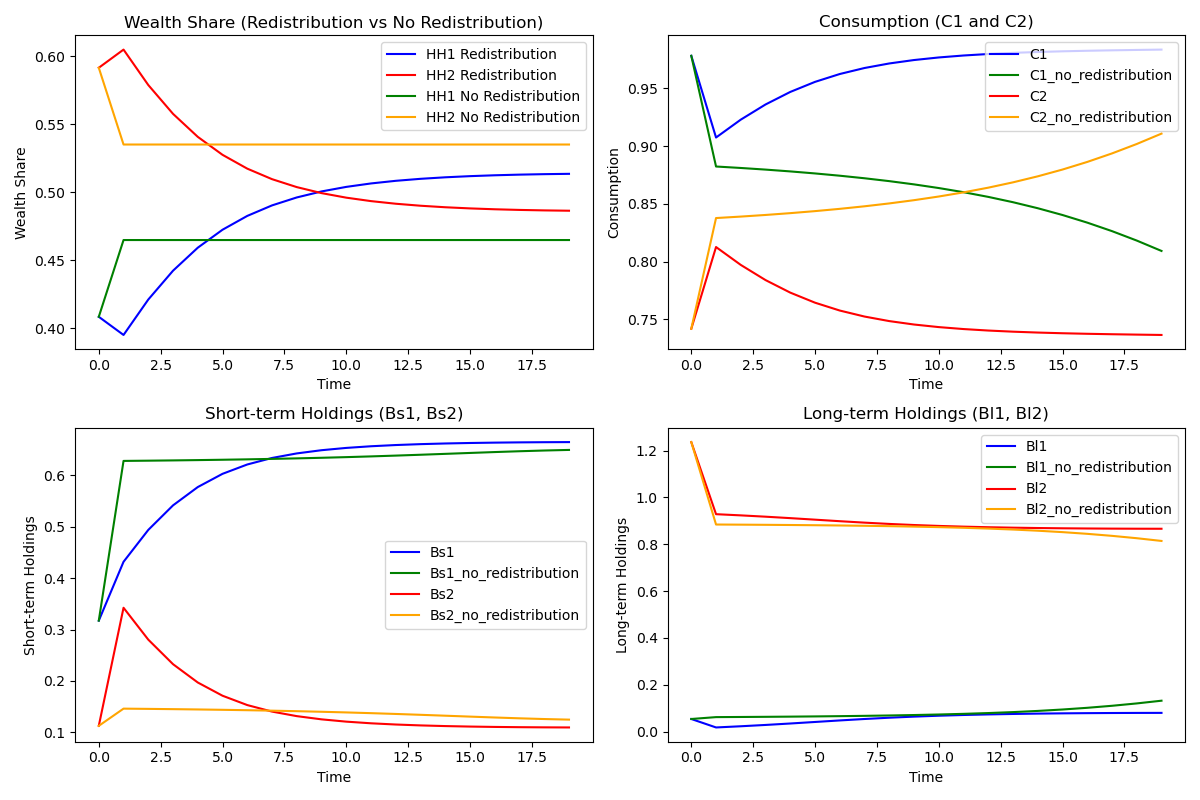 Wealth Share (Redistribution vs No Redistribution)
Wealth Share
0.60
0.55
0.50
0.45
0.40
HH1 Redistribution
HH2 Redistribution
HH1 No Redistribution
HH2 No Redistribution
0.0 2.5 5.0 7.5 10.0 12.5 15.0 17.5
Time
Consumption (C1 and C2)
Consumption
0.95
0.90
0.85
0.80
0.75
C1
C1_no_redistribution
C2
C2_no_redistribution
0.0 2.5 5.0 7.5 10.0 12.5 15.0 17.5
Time
Short-term Holdings (Bs1, Bs2)
Short-term Holdings
0.6
0.5
0.4
0.3
0.2
0.1
Bs1
Bs1_no_redistribution
Bs2
Bs2_no_redistribution
0.0 2.5 5.0 7.5 10.0 12.5 15.0 17.5
Time
Long-term Holdings (Bl1, Bl2)
Long-term Holdings
1.2
1.0
0.8
0.6
0.4
0.2
0.0
Bl1
Bl1_no_redistribution
Bl2
Bl2_no_redistribution
0.0 2.5 5.0 7.5 10.0 12.5 15.0 17.5
Time